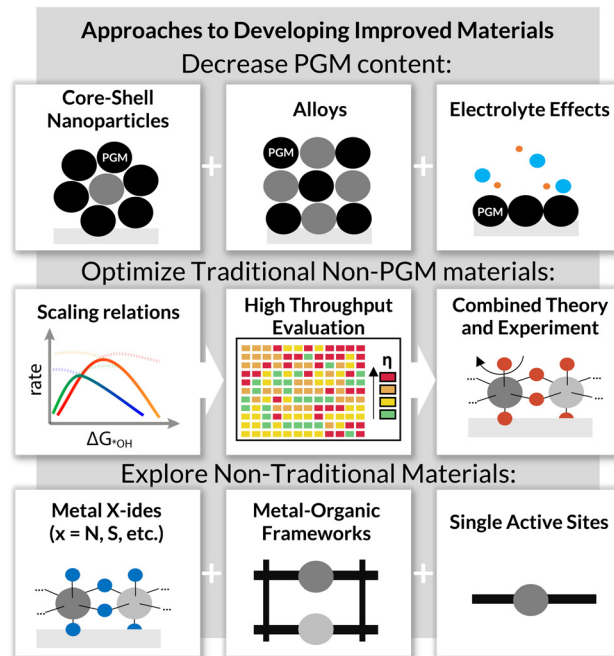 Approaches to Developing Improved Materials
Decrease PGM content:
Core-Shell
Nanoparticles
PGM
+
Alloys
PGM
+
Electrolyte Effects
PGM
Optimize Traditional Non-PGM materials:
Scaling relations
rate
ΔG*OH
High Throughput
Evaluation
η
Combined Theory
and Experiment
Explore Non-Traditional Materials:
Metal X-ides
(x = N, S, etc.)
+
Metal-Organic
Frameworks
+
Single Active Sites